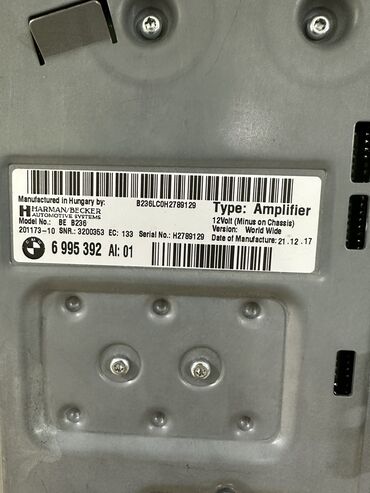 Manufactured in Hungary by:
HARMAN/BECKER
AUTOMOTIVE SYSTEMS
Model No.: BE B236
201173-10 SNR.: 3200353 EC: 133 Serial No.: H2789129
B236LC0H2789129
Type: Amplifier
12Volt (Minus on Chassis)
Version: World Wide
Date of Manufacture: 21.12.17
BMW 6 995 392 AI: 01